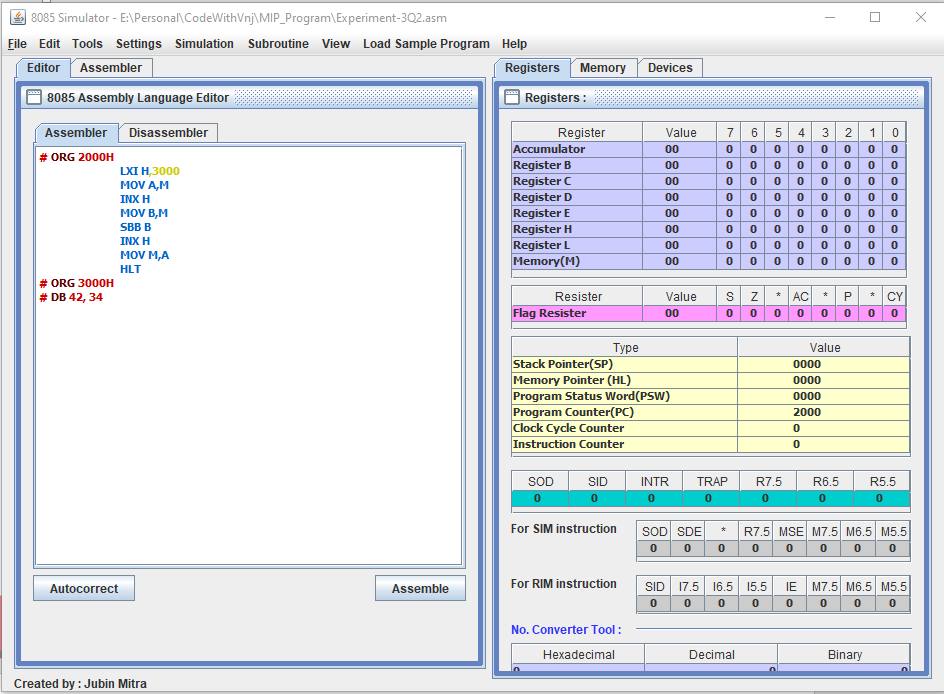 8085 Simulator - E:\Personal\CodeWithVnj\MIP_Program\Experiment-3Q2.asm
File Edit Tools Settings Simulation Subroutine View Load Sample Program Help
Editor Assembler
8085 Assembly Language Editor
Assembler Disassembler
# ORG 2000H
LXI H,3000
MOV A,M
INX H
MOV B,M
SBB B
INX H
MOV M,A
HLT
# ORG 3000H
# DB 42, 34
Autocorrect Assemble
Created by : Jubin Mitra
Registers Memory Devices
Registers :
Register Value 7 6 5 4 3 2 1 0
Accumulator 00 0 0 0 0 0 0 0 0
Register B 00 0 0 0 0 0 0 0 0
Register C 00 0 0 0 0 0 0 0 0
Register D 00 0 0 0 0 0 0 0 0
Register E 00 0 0 0 0 0 0 0 0
Register H 00 0 0 0 0 0 0 0 0
Register L 00 0 0 0 0 0 0 0 0
Memory(M) 00 0 0 0 0 0 0 0 0
Resister Value S Z * AC * P * CY
Flag Resister 00 0 0 0 0 0 0 0 0
Type Value
Stack Pointer(SP) 0000
Memory Pointer (HL) 0000
Program Status Word(PSW) 0000
Program Counter(PC) 2000
Clock Cycle Counter 0
Instruction Counter 0
SOD SID INTR TRAP R7.5 R6.5 R5.5
0 0 0 0 0 0 0
For SIM instruction SOD SDE * R7.5 MSE M7.5 M6.5 M5.5
0 0 0 0 0 0 0 0
For RIM instruction SID I7.5 I6.5 I5.5 IE M7.5 M6.5 M5.5
0 0 0 0 0 0 0 0
No. Converter Tool :
Hexadecimal Decimal Binary
0 0 0